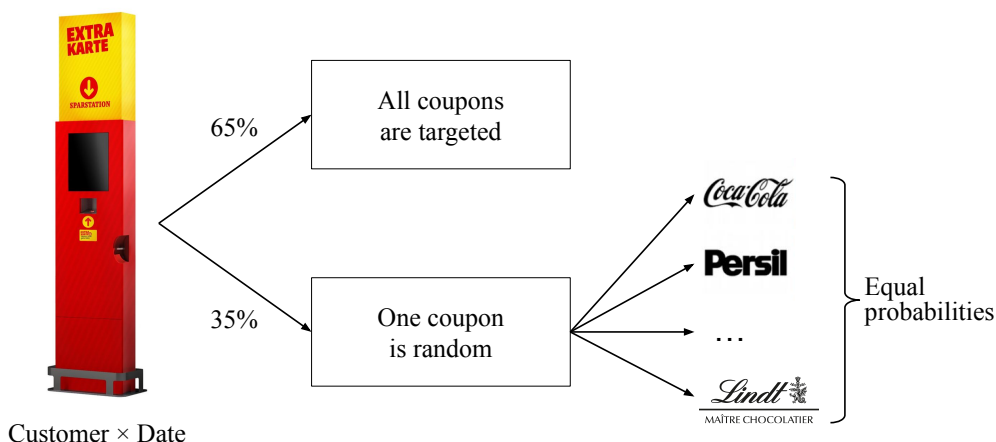 EXTRA
KARTE
SPARSTATION
Customer × Date
65%
All coupons
are targeted
35%
One coupon
is random
Coca-Cola
Persil
...
Lindt
MAÎTRE CHOCOLATIER
Equal
probabilities